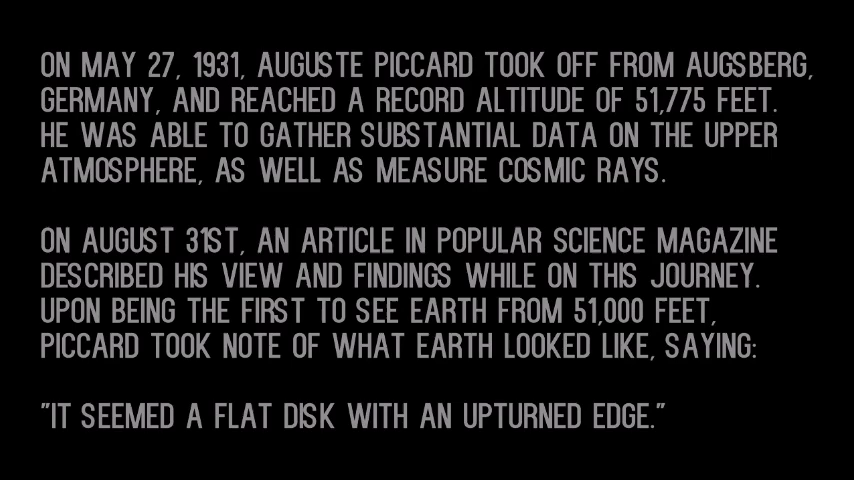 ON MAY 27, 1931, AUGUSTE PICCARD TOOK OFF FROM AUGSBERG,
GERMANY, AND REACHED A RECORD ALTITUDE OF 51,775 FEET.
HE WAS ABLE TO GATHER SUBSTANTIAL DATA ON THE UPPER
ATMOSPHERE, AS WELL AS MEASURE COSMIC RAYS.
ON AUGUST 31ST, AN ARTICLE IN POPULAR SCIENCE MAGAZINE
DESCRIBED HIS VIEW AND FINDINGS WHILE ON THIS JOURNEY.
UPON BEING THE FIRST TO SEE EARTH FROM 51,000 FEET,
PICCARD TOOK NOTE OF WHAT EARTH LOOKED LIKE, SAYING:
"IT SEEMED A FLAT DISK WITH AN UPTURNED EDGE."